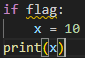 if flag:
    x = 10
print(x)